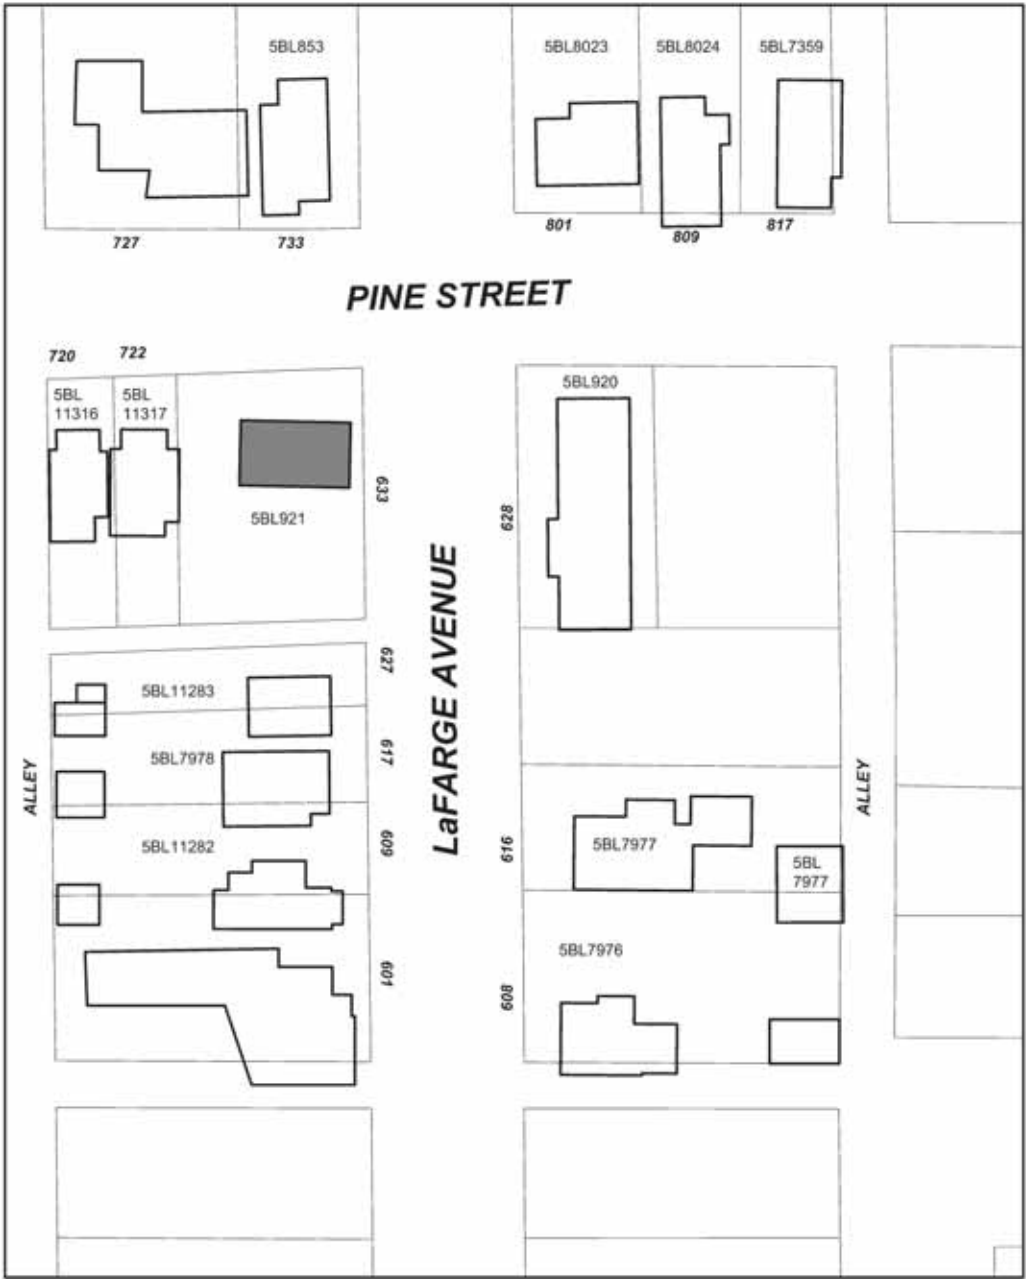 5BL853
5BL8023
5BL8024
5BL7359
727
733
801
809
817
PINE STREET
720
722
5BL
11316
5BL
11317
5BL921
633
5BL920
628
LaFARGE AVENUE
627
5BL11283
617
5BL7978
ALLEY
ALLEY
609
5BL11282
616
5BL7977
5BL
7977
601
5BL7976
608